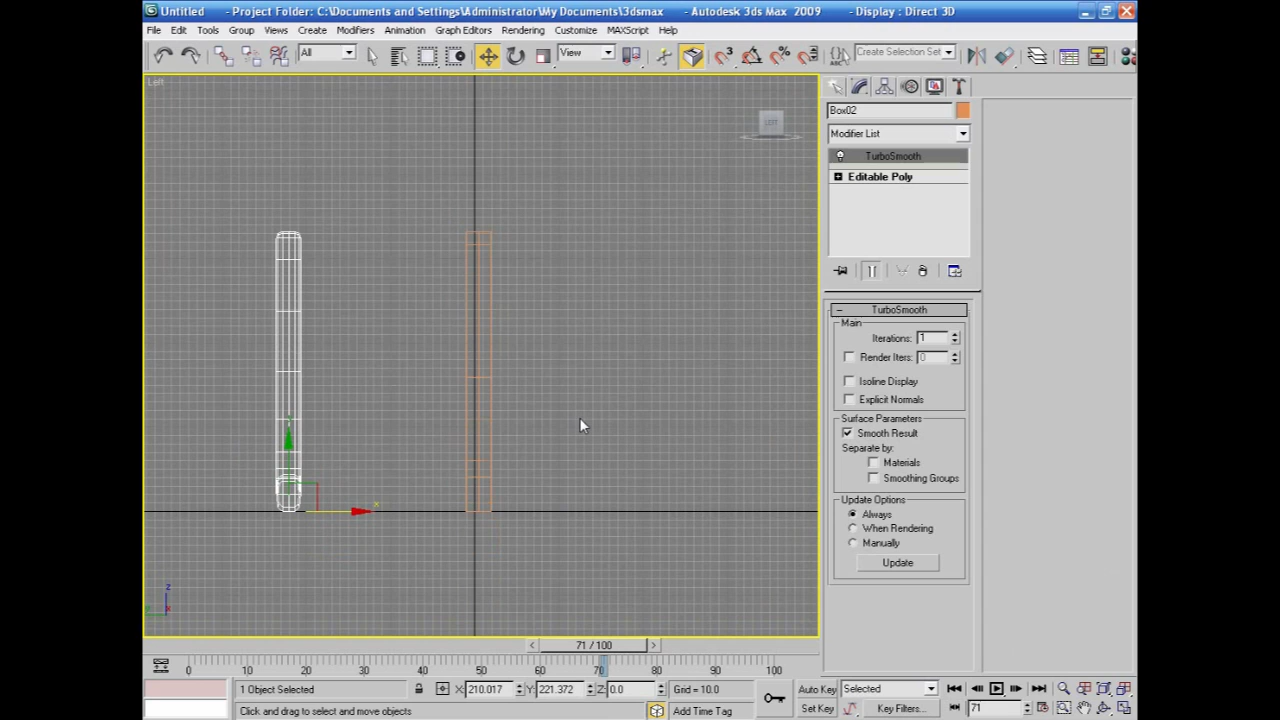 Untitled - Project Folder: C:\Documents and Settings\Administrator\My Documents\3dsmax - Autodesk 3ds Max 2009 - Display : Direct 3D
File Edit Tools Group Views Create Modifiers Animation Graph Editors Rendering Customize MAXScript Help
All View Create Selection Set
Left
LEFT
Box02
Modifier List
TurboSmooth
Editable Poly
TurboSmooth
Main
Iterations: 1
Render Iters: 0
Isoline Display
Explicit Normals
Surface Parameters
Smooth Result
Separate by:
Materials
Smoothing Groups
Update Options
Always
When Rendering
Manually
Update
x
z
x
< 71 / 100 >
0 10 20 30 40 50 60 70 80 90 100
1 Object Selected X: 210.017 Y: 221.372 Z: 0.0 Grid = 10.0 Auto Key Selected
Click and drag to select and move objects Add Time Tag Set Key Key Filters... 71